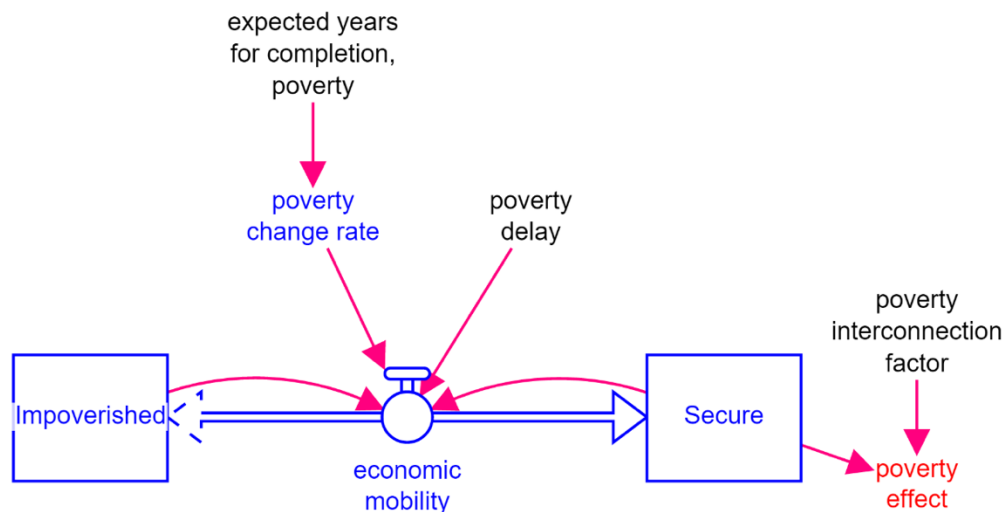 expected years
for completion,
poverty
poverty
change rate
poverty
delay
poverty
interconnection
factor
Impoverished
Secure
economic
mobility
poverty
effect